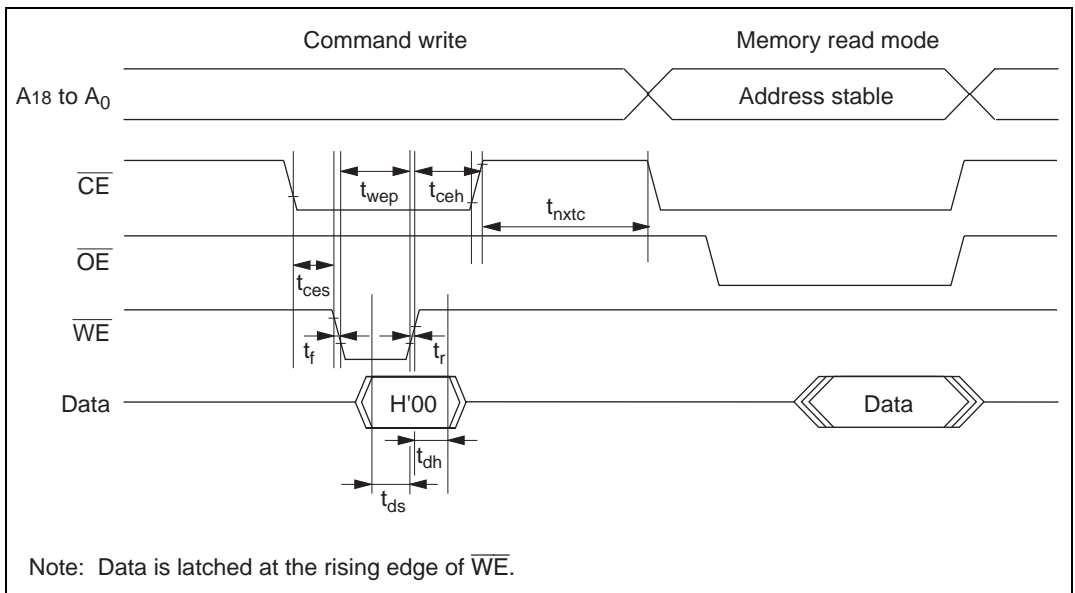 Command write
Memory read mode
A18 to A0
Address stable
CE
twep
tceh
tnxtc
OE
tces
WE
tf
tr
Data
H'00
Data
tdh
tds
Note: Data is latched at the rising edge of WE.